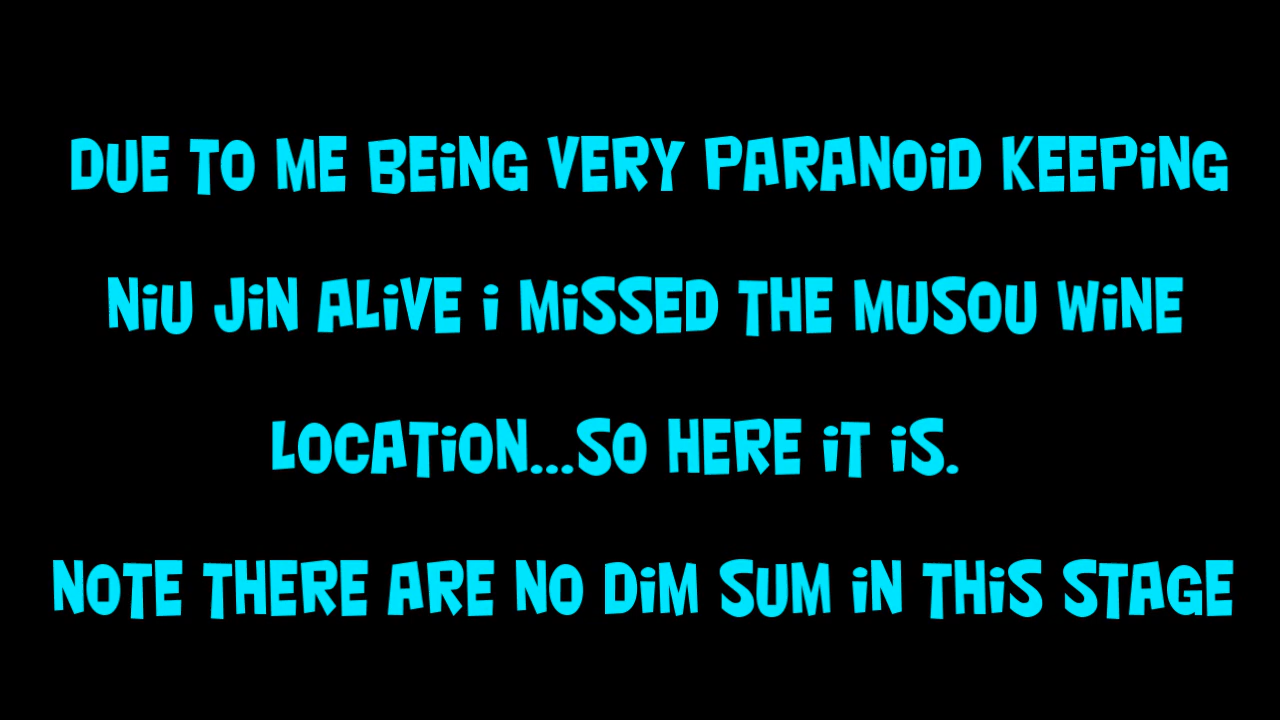 DUE TO ME BEiNG VERY PARANOiD KEEPiNG
NiU JiN ALiVE i MiSSED THE MUSOU WiNE
LOCATiON...SO HERE iT iS.
NOTE THERE ARE NO DiM SUM iN THiS STAGE